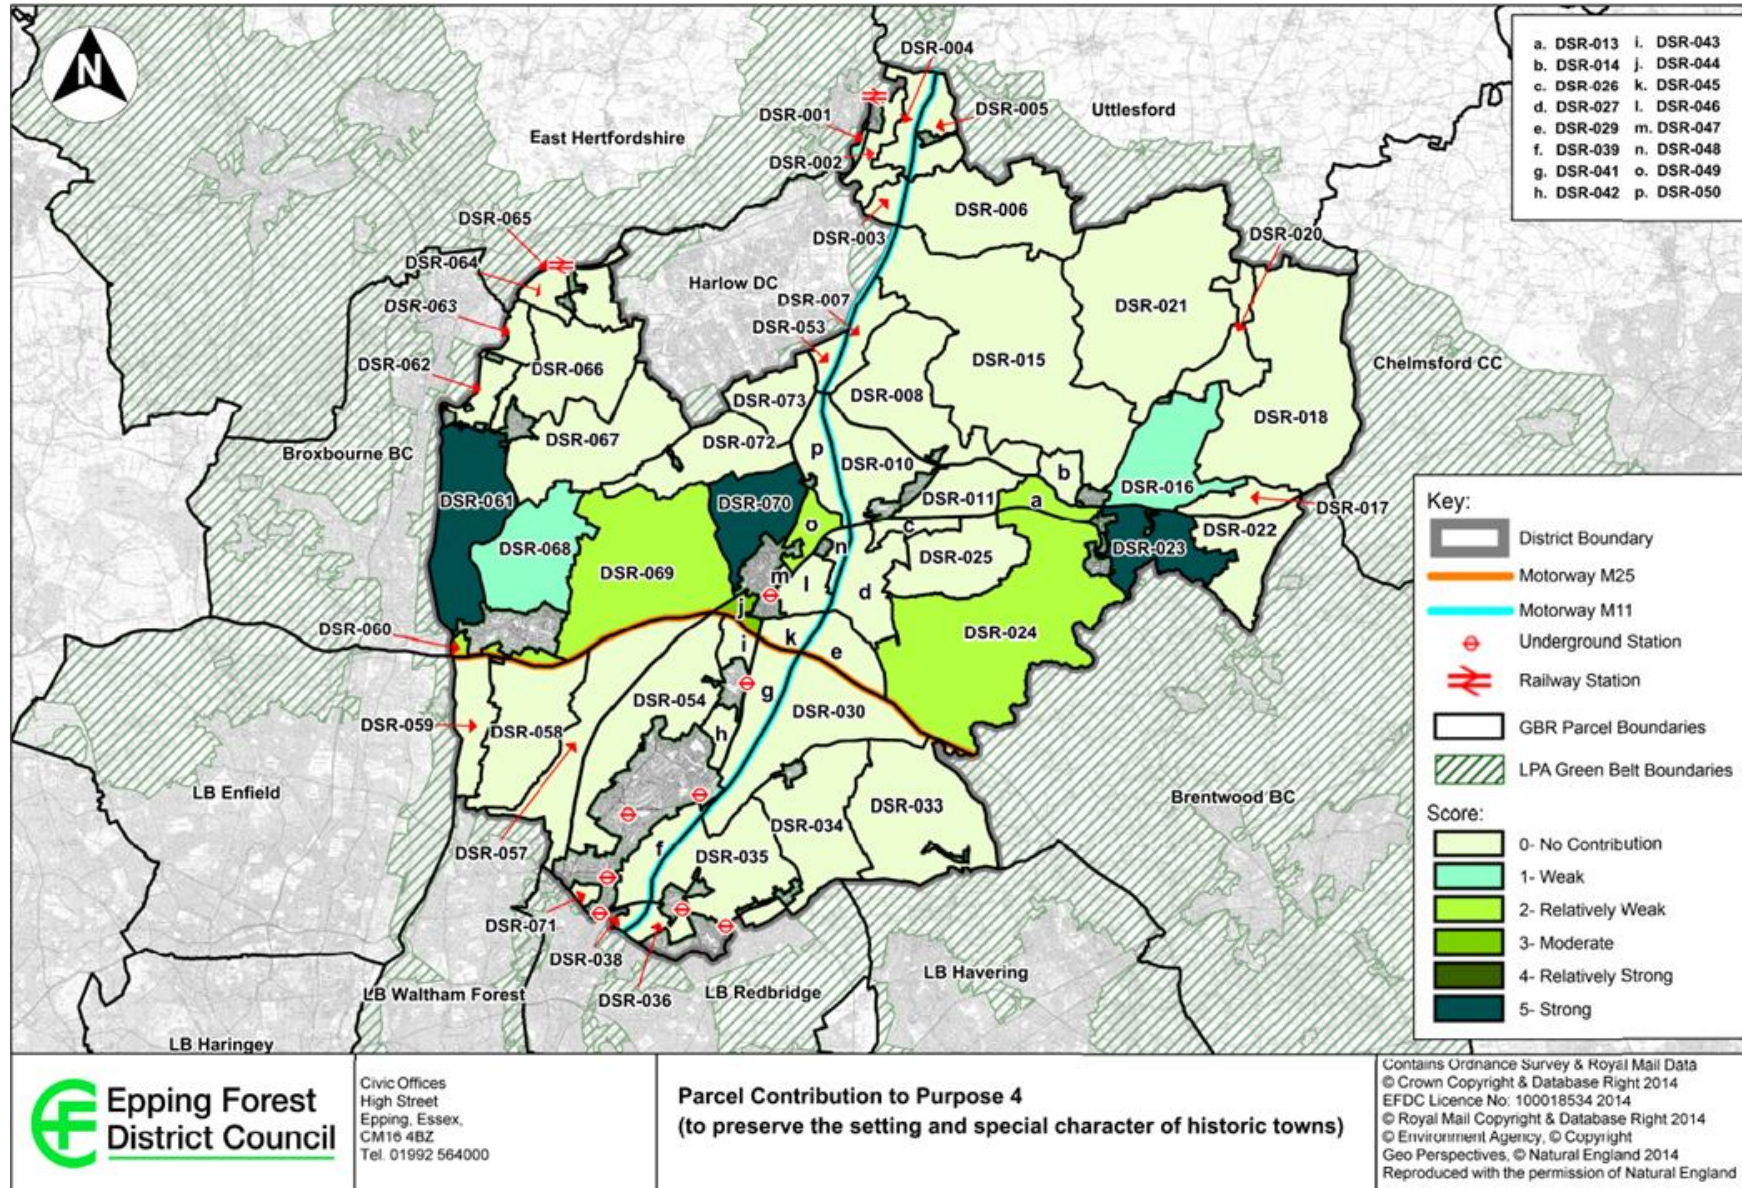 N
DSR-004
DSR-001
DSR-005
Uttlesford
East Hertfordshire
DSR-002
a. DSR-013 i. DSR-043
b. DSR-014 j. DSR-044
c. DSR-026 k. DSR-045
d. DSR-027 l. DSR-046
e. DSR-029 m. DSR-047
f. DSR-039 n. DSR-048
g. DSR-041 o. DSR-049
h. DSR-042 p. DSR-050
DSR-006
DSR-065
DSR-003
DSR-020
DSR-064
Harlow DC
DSR-063
DSR-007
DSR-021
DSR-053
DSR-062
DSR-066
DSR-015
Chelmsford CC
DSR-073
DSR-008
DSR-018
DSR-067
DSR-072
Broxbourne BC
p
DSR-010
b
DSR-061
DSR-070
DSR-011
a
DSR-016
DSR-017
o
c
DSR-022
DSR-068
n
DSR-025
DSR-023
DSR-069
m
l
d
j
DSR-060
DSR-024
i
k
e
DSR-054
g
DSR-030
DSR-059
DSR-058
h
LB Enfield
Brentwood BC
DSR-033
DSR-034
DSR-057
f
DSR-035
DSR-071
DSR-038
LB Havering
DSR-036
LB Redbridge
LB Waltham Forest
LB Haringey
Key:
District Boundary
Motorway M25
Motorway M11
Underground Station
Railway Station
GBR Parcel Boundaries
LPA Green Belt Boundaries
Score:
0- No Contribution
1- Weak
2- Relatively Weak
3- Moderate
4- Relatively Strong
5- Strong
Epping Forest
District Council
Civic Offices
High Street
Epping, Essex,
CM16 4BZ
Tel. 01992 564000
Parcel Contribution to Purpose 4
(to preserve the setting and special character of historic towns)
Contains Ordnance Survey & Royal Mail Data
© Crown Copyright & Database Right 2014
EFDC Licence No: 100018534 2014
© Royal Mail Copyright & Database Right 2014
© Environment Agency, © Copyright
Geo Perspectives, © Natural England 2014
Reproduced with the permission of Natural England